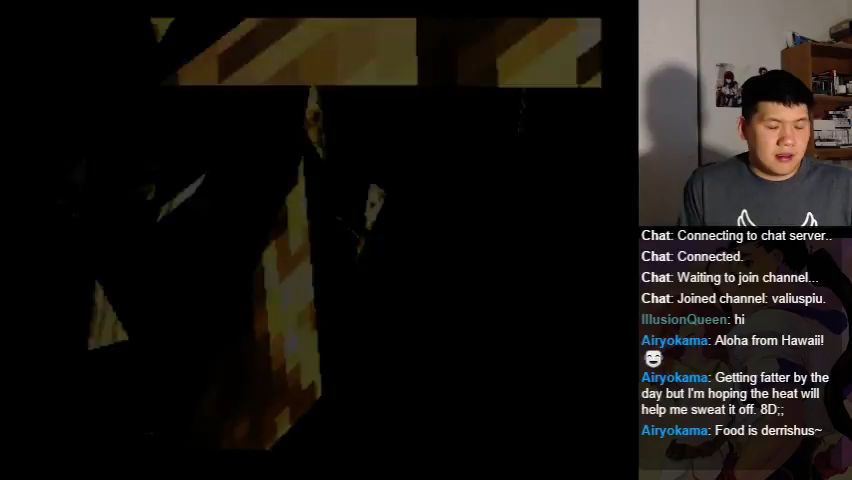 Chat: Connecting to chat server..
Chat: Connected.
Chat: Waiting to join channel...
Chat: Joined channel: valiuspiu.
IllusionQueen: hi
Airyokama: Aloha from Hawaii!
Airyokama: Getting fatter by the
day but I'm hoping the heat will
help me sweat it off. 8D;;
Airyokama: Food is derrishus~